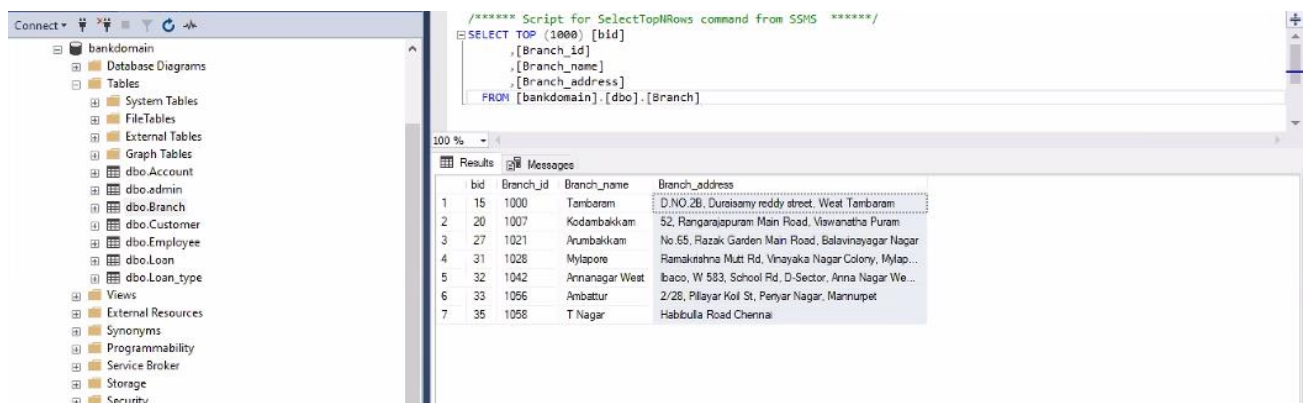 Connect
bankdomain
Database Diagrams
Tables
System Tables
FileTables
External Tables
Graph Tables
dbo.Account
dbo.admin
dbo.Branch
dbo.Customer
dbo.Employee
dbo.Loan
dbo.Loan_type
Views
External Resources
Synonyms
Programmability
Service Broker
Storage
Security
/****** Script for SelectTopNRows command from SSMS  ******/
SELECT TOP (1000) [bid]
,[Branch_id]
,[Branch_name]
,[Branch_address]
FROM [bankdomain].[dbo].[Branch]
100 %
Results Messages
bid Branch_id Branch_name Branch_address
1 15 1000 Tambaram D.NO.2B, Duraisamy reddy street, West Tambaram
2 20 1007 Kodambakkam 52, Rangarajapuram Main Road, Viswanatha Puram
3 27 1021 Arumbakkam No.65, Razak Garden Main Road, Balavinayagar Nagar
4 31 1028 Mylapore Ramakrishna Mutt Rd, Vinayaka Nagar Colony, Mylap...
5 32 1042 Annanagar West Ibaco, W 583, School Rd, D-Sector, Anna Nagar We...
6 33 1056 Ambattur 2/28, Pillayar Koil St, Periyar Nagar, Mannurpet
7 35 1058 T Nagar Habibulla Road Chennai